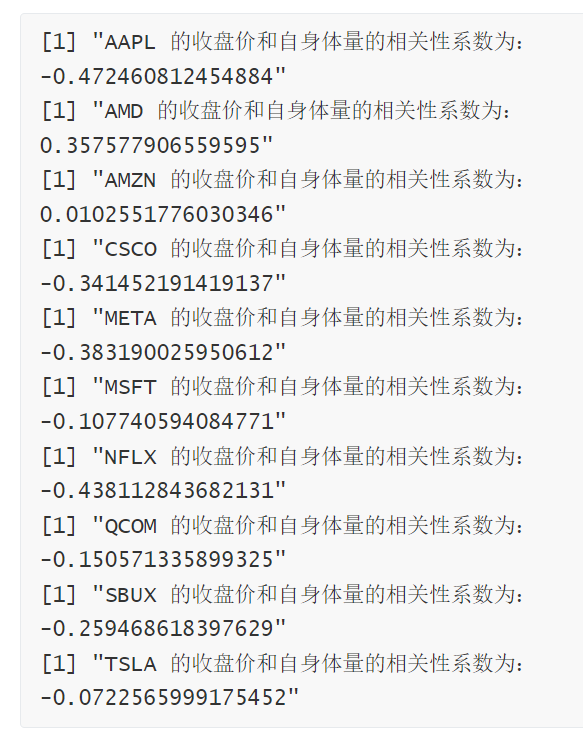 [1] "AAPL 的收盘价和自身体量的相关性系数为：
-0.472460812454884"
[1] "AMD 的收盘价和自身体量的相关性系数为：
0.357577906559595"
[1] "AMZN 的收盘价和自身体量的相关性系数为：
0.0102551776030346"
[1] "CSCO 的收盘价和自身体量的相关性系数为：
-0.341452191419137"
[1] "META 的收盘价和自身体量的相关性系数为：
-0.383190025950612"
[1] "MSFT 的收盘价和自身体量的相关性系数为：
-0.107740594084771"
[1] "NFLX 的收盘价和自身体量的相关性系数为：
-0.438112843682131"
[1] "QCOM 的收盘价和自身体量的相关性系数为：
-0.150571335899325"
[1] "SBUX 的收盘价和自身体量的相关性系数为：
-0.259468618397629"
[1] "TSLA 的收盘价和自身体量的相关性系数为：
-0.0722565999175452"